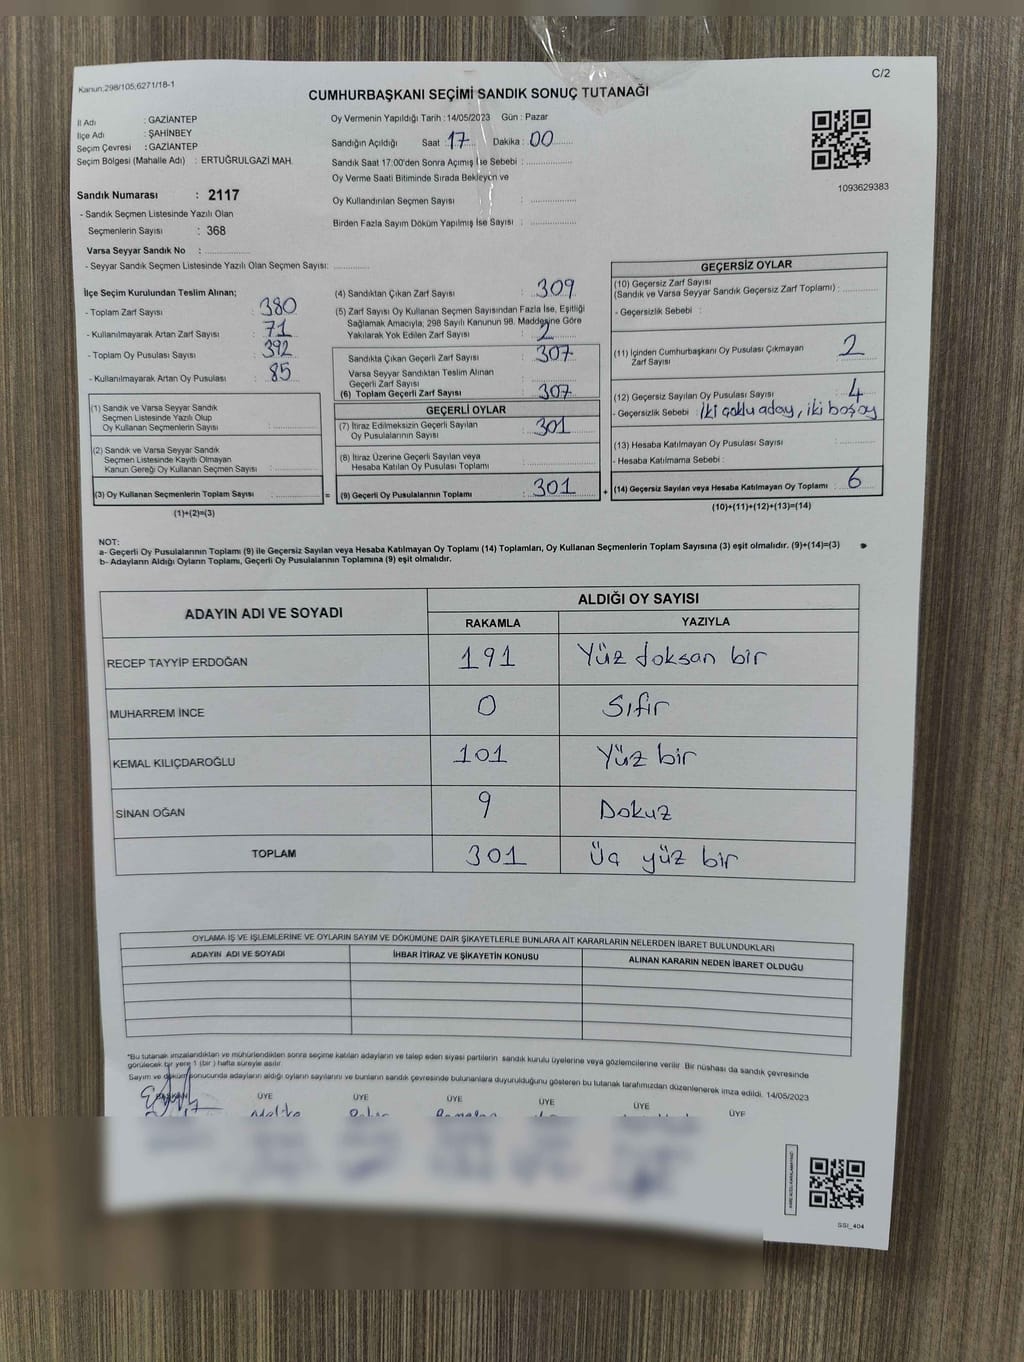 Kanun,298/105;6271/18-1
C/2
CUMHURBAŞKANI SEÇİMİ SANDIK SONUÇ TUTANAĞI
İl Adı : GAZİANTEP
İlçe Adı : ŞAHİNBEY
Seçim Çevresi : GAZİANTEP
Seçim Bölgesi (Mahalle Adı) : ERTUĞRULGAZİ MAH.
Sandık Numarası : 2117
- Sandık Seçmen Listesinde Yazılı Olan
Seçmenlerin Sayısı : 368
Varsa Seyyar Sandık No :
- Seyyar Sandık Seçmen Listesinde Yazılı Olan Seçmen Sayısı:
Oy Vermenin Yapıldığı Tarih : 14/05/2023 Gün : Pazar
Sandığın Açıldığı Saat : 17 Dakika : 00
Sandık Saat 17:00'den Sonra Açımış İse Sebebi :
Oy Verme Saati Bitiminde Sırada Bekleyen ve
Oy Kullandırılan Seçmen Sayısı :
Birden Fazla Sayım Döküm Yapılmış İse Sayısı :
1093629383
İlçe Seçim Kurulundan Teslim Alınan;
- Toplam Zarf Sayısı : 380
- Kullanılmayarak Artan Zarf Sayısı : 71
- Toplam Oy Pusulası Sayısı : 392
- Kullanılmayarak Artan Oy Pusulası : 85
(1) Sandık ve Varsa Seyyar Sandık
Seçmen Listesinde Yazılı Olup
Oy Kullanan Seçmenlerin Sayısı :
(2) Sandık ve Varsa Seyyar Sandık
Seçmen Listesinde Kayıtlı Olmayan
Kanun Gereği Oy Kullanan Seçmen Sayısı :
(3) Oy Kullanan Seçmenlerin Toplam Sayısı : =
(1)+(2)=(3)
(4) Sandıktan Çıkan Zarf Sayısı : 309
(5) Zarf Sayısı Oy Kullanan Seçmen Sayısından Fazla İse, Eşitliği
Sağlamak Amacıyla, 298 Sayılı Kanunun 98. Maddesine Göre
Yakılarak Yok Edilen Zarf Sayısı : 2
Sandıkta Çıkan Geçerli Zarf Sayısı : 307
Varsa Seyyar Sandıktan Teslim Alınan
Geçerli Zarf Sayısı :
(6) Toplam Geçerli Zarf Sayısı : 307
GEÇERLİ OYLAR
(7) İtiraz Edilmeksizin Geçerli Sayılan
Oy Pusulalarının Sayısı : 301
(8) İtiraz Üzerine Geçerli Sayılan veya
Hesaba Katılan Oy Pusulası Toplamı :
(9) Geçerli Oy Pusulalarının Toplamı : 301 +
GEÇERSİZ OYLAR
(10) Geçersiz Zarf Sayısı
(Sandık ve Varsa Seyyar Sandık Geçersiz Zarf Toplamı) :
- Geçersizlik Sebebi :
(11) İçinden Cumhurbaşkanı Oy Pusulası Çıkmayan
Zarf Sayısı : 2
(12) Geçersiz Sayılan Oy Pusulası Sayısı : 4
- Geçersizlik Sebebi : İki çoklu aday, iki boş oy
(13) Hesaba Katılmayan Oy Pusulası Sayısı :
- Hesaba Katılmama Sebebi :
(14) Geçersiz Sayılan veya Hesaba Katılmayan Oy Toplamı : 6
(10)+(11)+(12)+(13)=(14)
NOT:
a- Geçerli Oy Pusulalarının Toplamı (9) ile Geçersiz Sayılan veya Hesaba Katılmayan Oy Toplamı (14) Toplamları, Oy Kullanan Seçmenlerin Toplam Sayısına (3) eşit olmalıdır. (9)+(14)=(3)
b- Adayların Aldığı Oyların Toplamı, Geçerli Oy Pusulalarının Toplamına (9) eşit olmalıdır.
ADAYIN ADI VE SOYADI
ALDIĞI OY SAYISI
RAKAMLA YAZIYLA
RECEP TAYYİP ERDOĞAN 191 Yüz doksan bir
MUHARREM İNCE 0 Sıfır
KEMAL KILIÇDAROĞLU 101 Yüz bir
SİNAN OĞAN 9 Dokuz
TOPLAM 301 Üç yüz bir
OYLAMA İŞ VE İŞLEMLERİNE VE OYLARIN SAYIM VE DÖKÜMÜNE DAİR ŞİKAYETLERLE BUNLARA AİT KARARLARIN NELERDEN İBARET BULUNDUKLARI
ADAYIN ADI VE SOYADI İHBAR İTİRAZ VE ŞİKAYETİN KONUSU ALINAN KARARIN NEDEN İBARET OLDUĞU
*Bu tutanak imzalandıktan ve mühürlendikten sonra seçime katılan adayların ve talep eden siyasi partilerin sandık kurulu üyelerine veya gözlemcilerine verilir. Bir nüshası da sandık çevresinde
görülecek bir yere 1 (bir) hafta süreyle asılır.
Sayım ve döküm sonucunda adayların aldığı oyların sayılarını ve bunların sandık çevresinde bulunanlara duyurulduğunu gösteren bu tutanak tarafımızdan düzenlenerek imza edildi. 14/05/2023
BAŞKAN ÜYE ÜYE ÜYE ÜYE ÜYE ÜYE
SSI_404